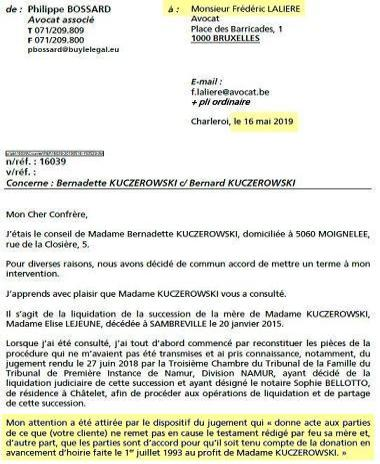 de : Philippe BOSSARD
Avocat associé
T 071/209.809
F 071/209.800
pbossard@buylelegal.eu
à : Monsieur Frédéric LALIERE
Avocat
Place des Barricades, 1
1000 BRUXELLES
E-mail :
f.laliere@avocat.be
+ pli ordinaire
Charleroi, le 16 mai 2019
n/réf. : 16039
v/réf. :
Concerne : Bernadette KUCZEROWSKI c/ Bernard KUCZEROWSKI
Mon Cher Confrère,
J'étais le conseil de Madame Bernadette KUCZEROWSKI, domiciliée à 5060 MOIGNELEE,
rue de la Closière, 5.
Pour diverses raisons, nous avons décidé de commun accord de mettre un terme à mon
intervention.
J'apprends avec plaisir que Madame KUCZEROWSKI vous a consulté.
Il s'agit de la liquidation de la succession de la mère de Madame KUCZEROWSKI,
Madame Elise LEJEUNE, décédée à SAMBREVILLE le 20 janvier 2015.
Lorsque j'ai été consulté, j'ai tout d'abord commencé par reconstituer les pièces de la
procédure qui ne m'avaient pas été transmises et ai pris connaissance, notamment, du
jugement rendu le 27 juin 2018 par la Troisième Chambre du Tribunal de la Famille du
Tribunal de Première Instance de Namur, Division NAMUR, ayant décidé de la
liquidation judiciaire de cette succession et ayant désigné le notaire Sophie BELLOTTO,
de résidence à Châtelet, afin de procéder aux opérations de liquidation et de partage
de cette succession.
Mon attention a été attirée par le dispositif du jugement qui « donne acte aux parties
de ce que (votre cliente) ne remet pas en cause le testament rédigé par feu sa mère et,
d'autre part, que les parties sont d'accord pour qu'il soit tenu compte de la donation en
avancement d'hoirie faite le 1er juillet 1993 au profit de Madame KUCZEROWSKI. »